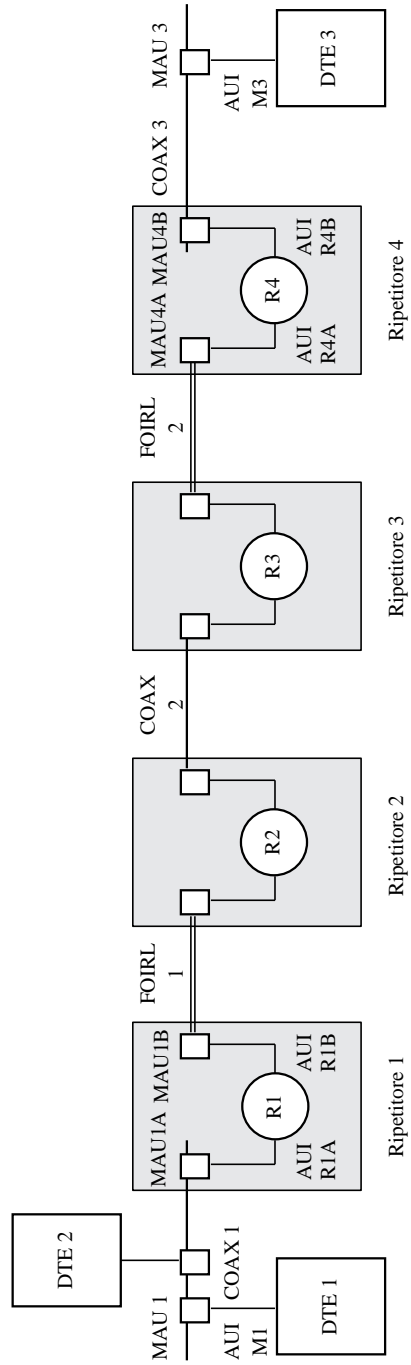 DTE 2
MAU 1
COAX 1
AUI
M1
DTE 1
MAU1A MAU1B
R1
AUI
R1A
AUI
R1B
Ripetitore 1
FOIRL
1
R2
Ripetitore 2
COAX
2
R3
Ripetitore 3
FOIRL
2
MAU4A MAU4B
R4
AUI
R4A
AUI
R4B
Ripetitore 4
COAX 3
MAU 3
AUI
M3
DTE 3